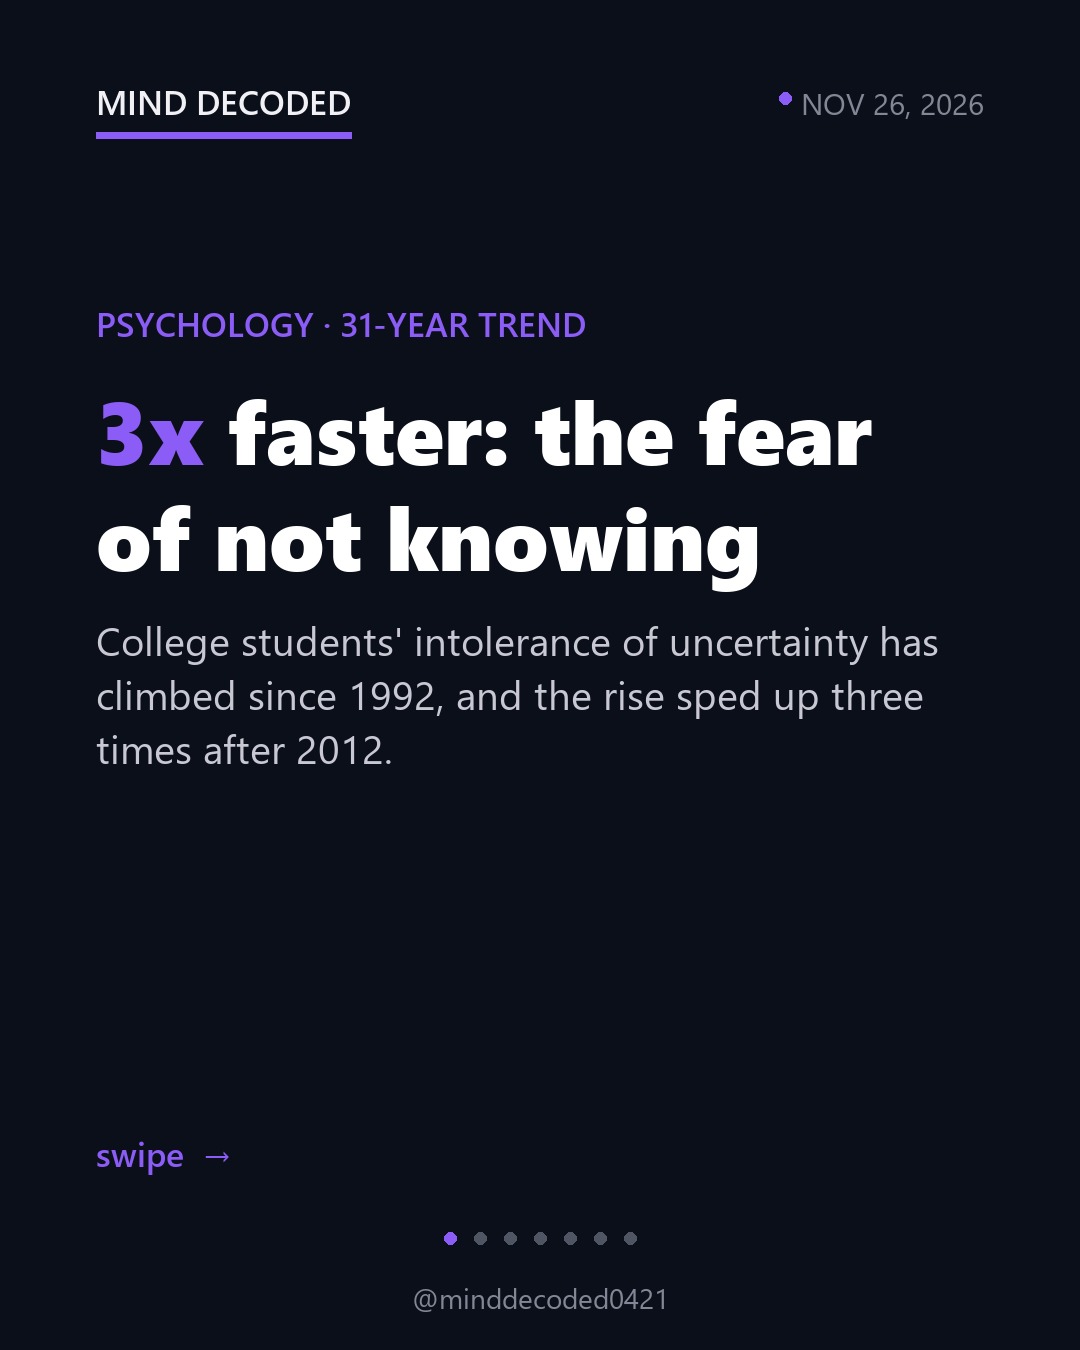 MIND DECODED
NOV 26, 2026
PSYCHOLOGY · 31-YEAR TREND
3x faster: the fear
of not knowing
College students' intolerance of uncertainty has
climbed since 1992, and the rise sped up three
times after 2012.
swipe →
@minddecoded0421